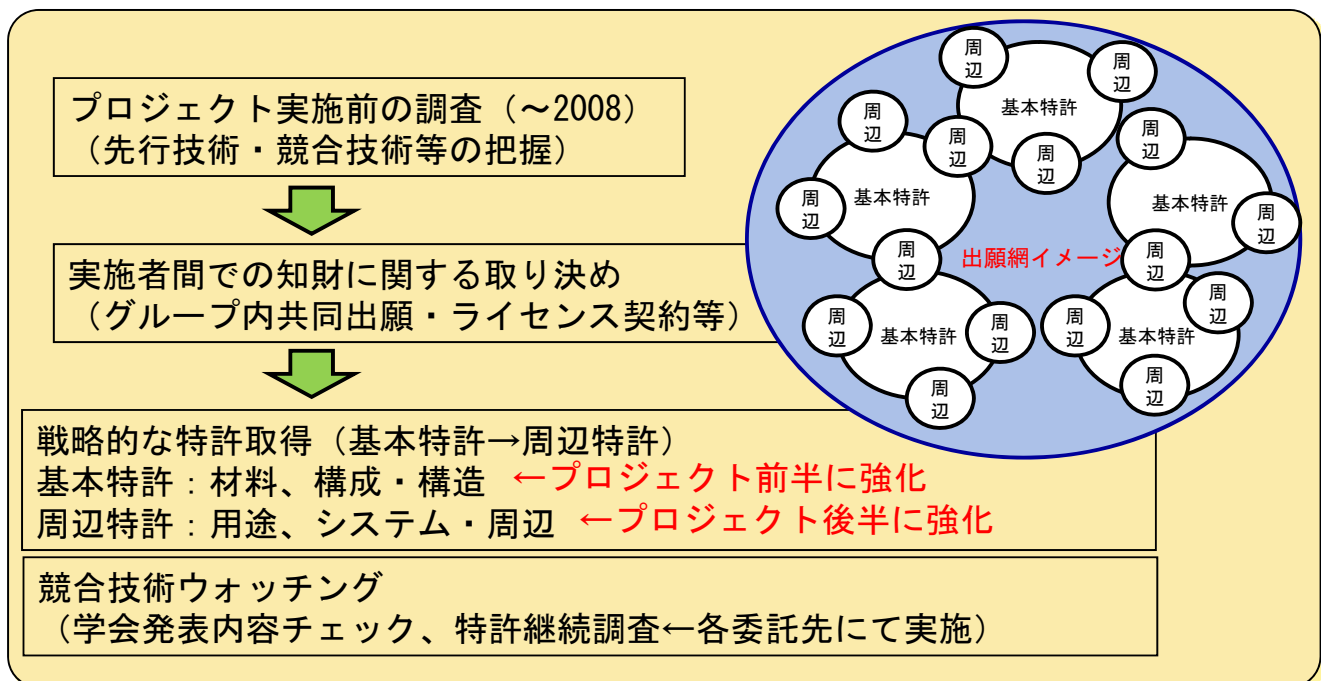 プロジェクト実施前の調査（～2008）
（先行技術・競合技術等の把握）
実施者間での知財に関する取り決め
（グループ内共同出願・ライセンス契約等）
戦略的な特許取得（基本特許→周辺特許）
基本特許：材料、構成・構造 ←プロジェクト前半に強化
周辺特許：用途、システム・周辺 ←プロジェクト後半に強化
競合技術ウォッチング
（学会発表内容チェック、特許継続調査←各委託先にて実施）
周辺
周辺
基本特許
周辺
周辺
周辺
周辺
基本特許
周辺
周辺
基本特許
周辺
周辺
出願網イメージ
周辺
周辺
基本特許
周辺
周辺
周辺
基本特許
周辺
周辺